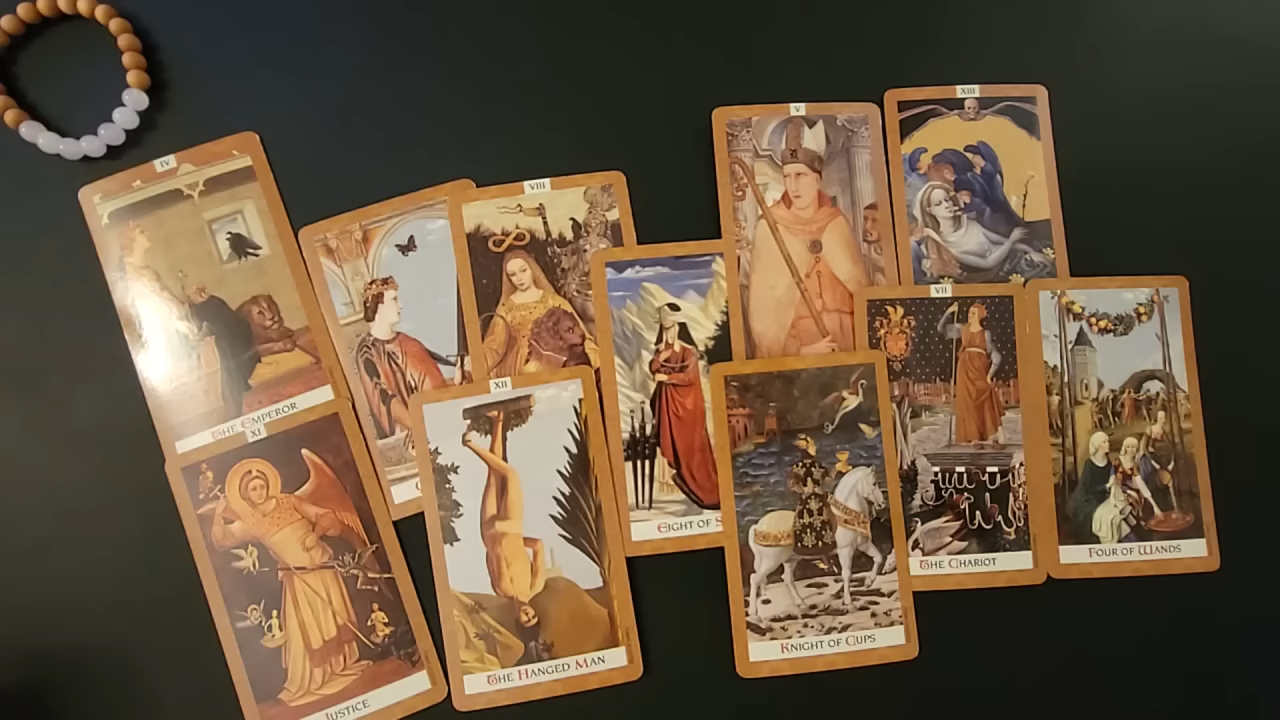 IV
THE EMPEROR
XI
JUSTICE
VIII
XII
THE HANGED MAN
EIGHT OF S
V
KNIGHT OF CUPS
XIII
VII
THE CHARIOT
FOUR OF WANDS